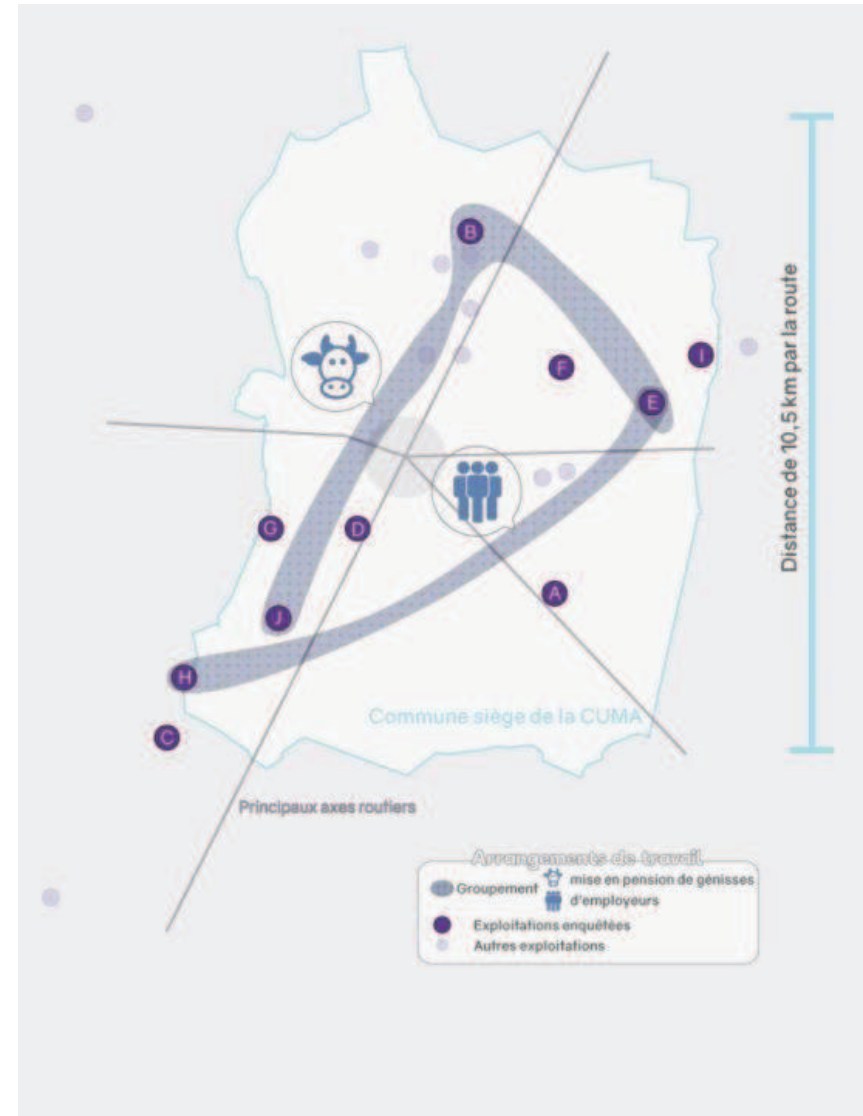 B
I
F
E
Distance de 10,5 km par la route
G
D
A
J
H
C
Commune siège de la CUMA
Principaux axes routiers
Arrangements de travail
Groupement
mise en pension de génisses
d'employeurs
Exploitations enquêtées
Autres exploitations